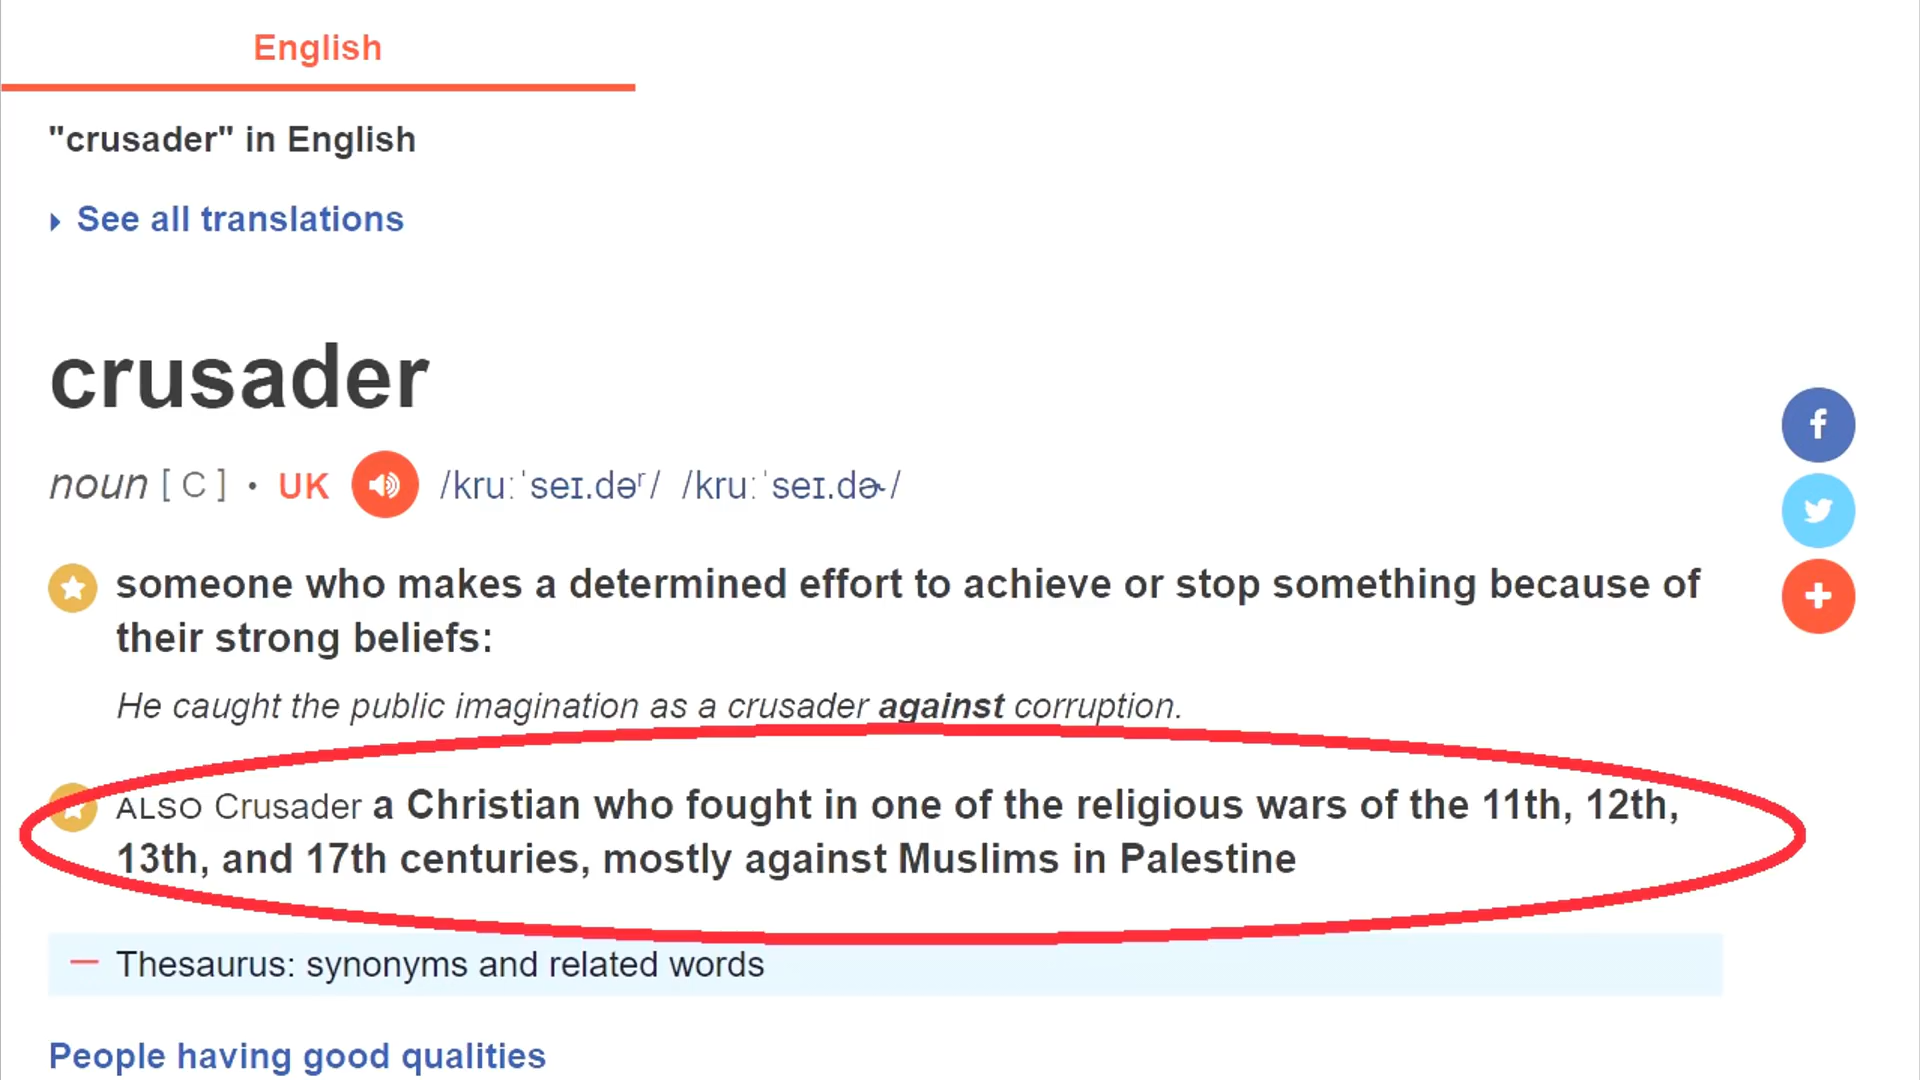 English
"crusader" in English
See all translations
crusader
noun [ C ] • UK /kruːˈseɪ.dəʳ/ /kruːˈseɪ.dɚ/
someone who makes a determined effort to achieve or stop something because of
their strong beliefs:
He caught the public imagination as a crusader against corruption.
ALSO Crusader a Christian who fought in one of the religious wars of the 11th, 12th,
13th, and 17th centuries, mostly against Muslims in Palestine
Thesaurus: synonyms and related words
People having good qualities